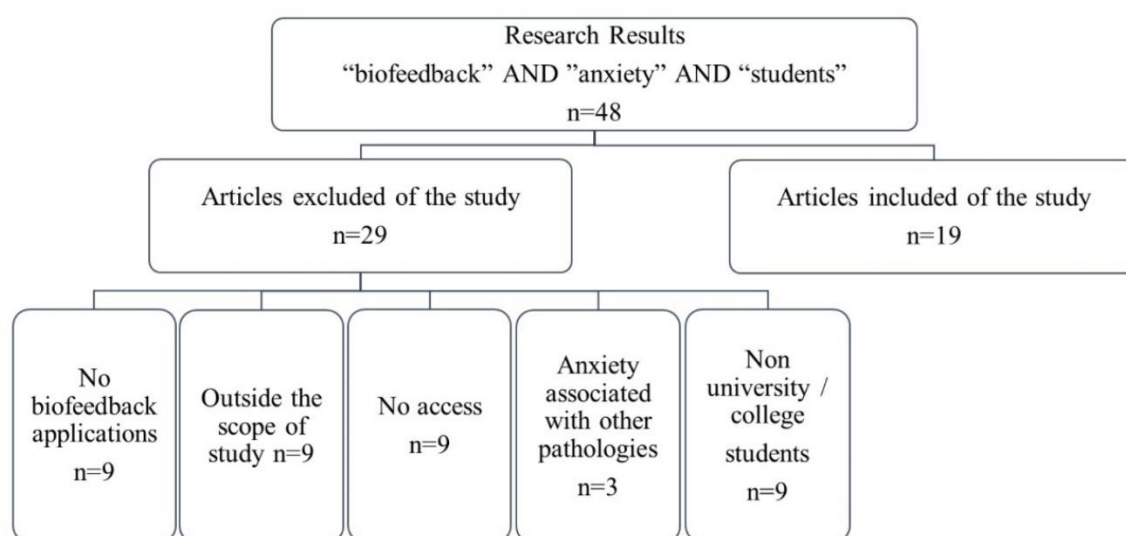 Research Results
“biofeedback” AND ”anxiety” AND “students”
n=48
Articles excluded of the study
n=29
Articles included of the study
n=19
No
biofeedback
applications
n=9
Outside the
scope of
study n=9
No access
n=9
Anxiety
associated
with other
pathologies
n=3
Non
university /
college
students
n=9